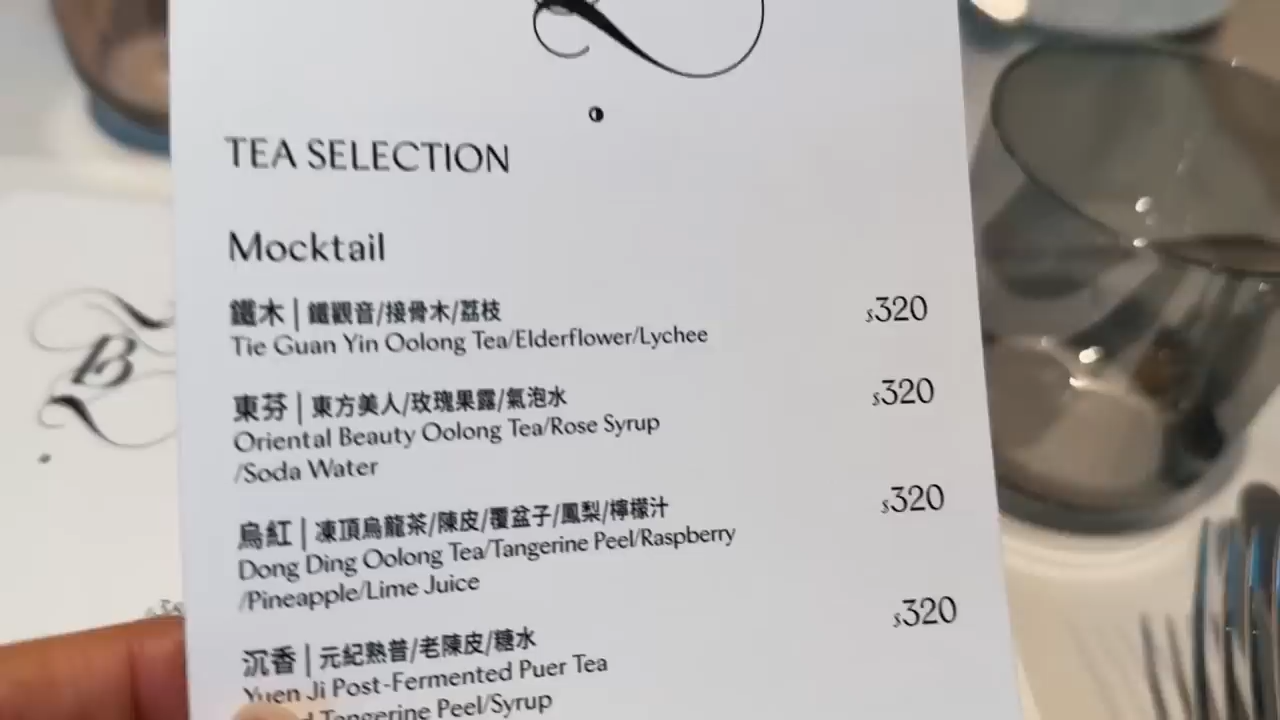 TEA SELECTION
Mocktail
鐵木 | 鐵觀音/接骨木/荔枝
$320
Tie Guan Yin Oolong Tea/Elderflower/Lychee
東芬 | 東方美人/玫瑰果露/氣泡水
$320
Oriental Beauty Oolong Tea/Rose Syrup
/Soda Water
烏紅 | 凍頂烏龍茶/陳皮/覆盆子/鳳梨/檸檬汁
$320
Dong Ding Oolong Tea/Tangerine Peel/Raspberry
/Pineapple/Lime Juice
沉香 | 元紀熟普/老陳皮/糖水
$320
Yuen Ji Post-Fermented Puer Tea
Tangerine Peel/Syrup
B